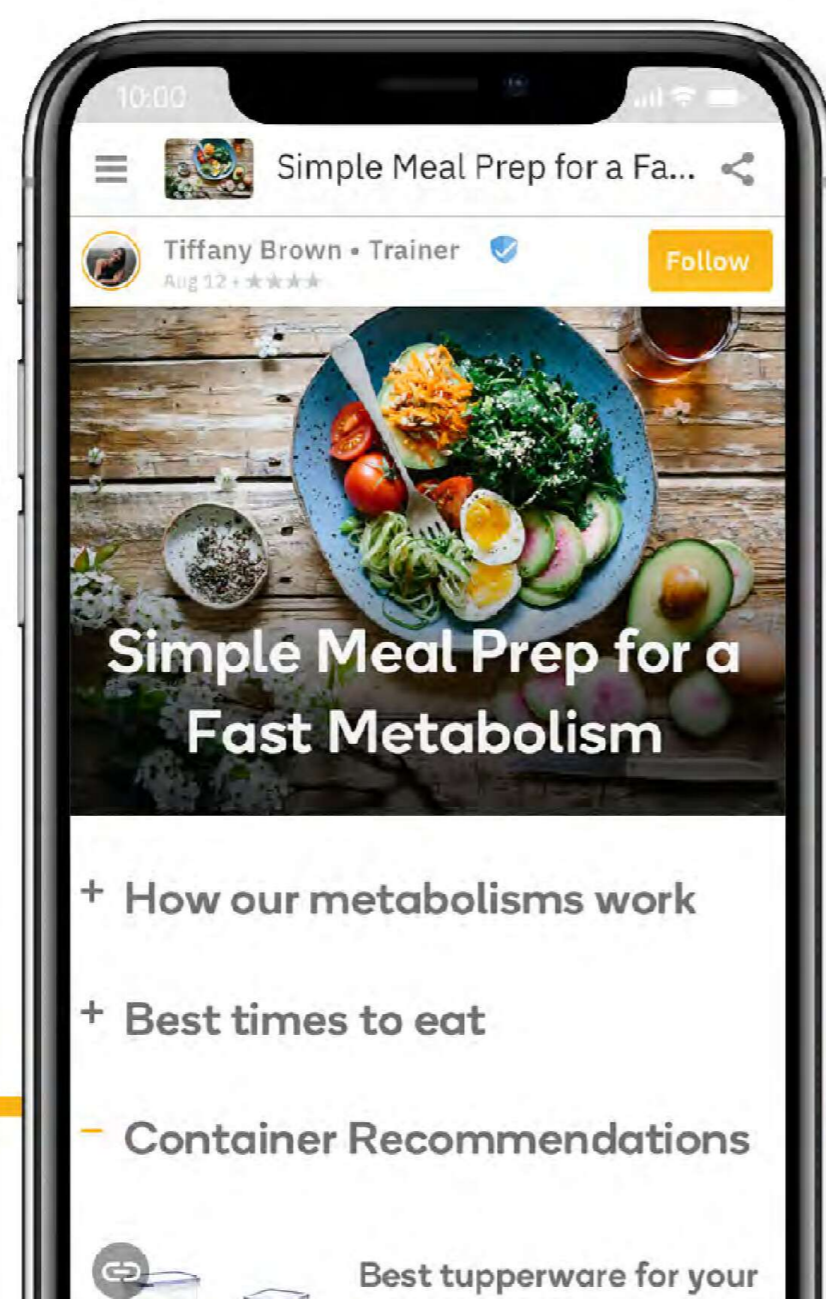 10:00
Simple Meal Prep for a Fa...
Tiffany Brown • Trainer
Follow
Aug 12 • ★★★★
Simple Meal Prep for a
Fast Metabolism
+ How our metabolisms work
+ Best times to eat
– Container Recommendations
Best tupperware for your